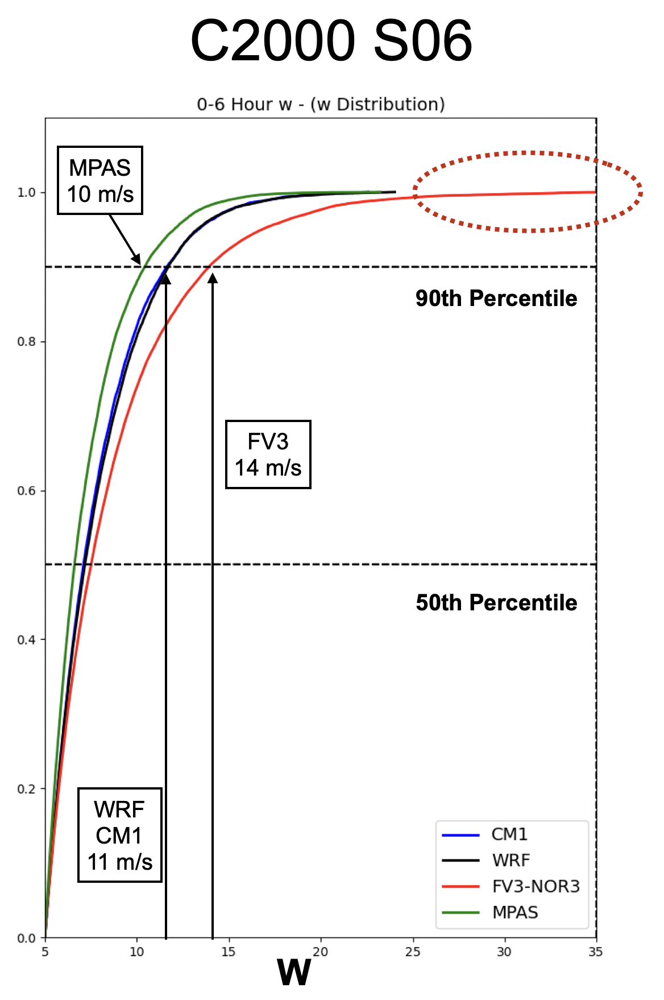 C2000 S06
0-6 Hour w - (w Distribution)
MPAS
10 m/s
1.0
90th Percentile
0.8
FV3
14 m/s
0.6
50th Percentile
0.4
0.2
WRF
CM1
11 m/s
CM1
WRF
FV3-NOR3
MPAS
0.0
5 10 15 20 25 30 35
W